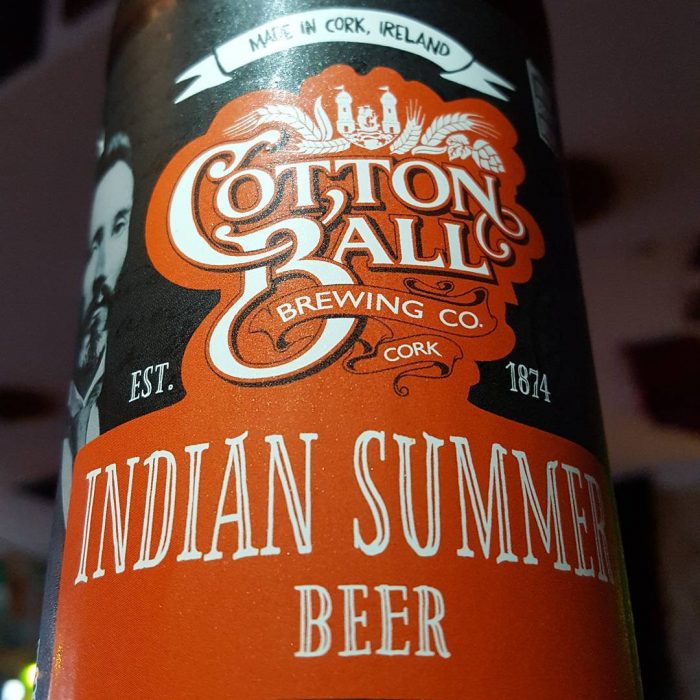 MADE IN CORK, IRELAND
COTTON
BALL
BREWING CO.
CORK
EST. 1874
INDIAN SUMMER
BEER